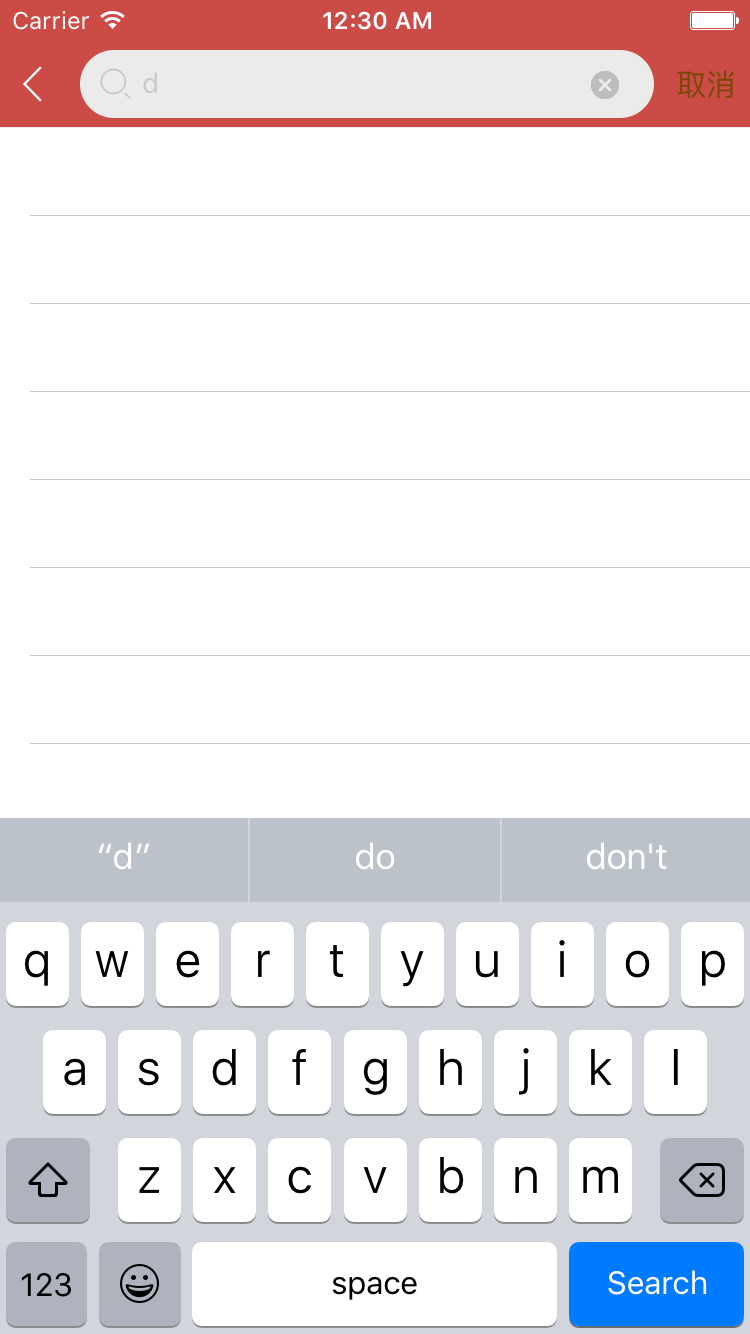 Carrier 12:30 AM
d 取消
“d” do don't
q w e r t y u i o p
a s d f g h j k l
z x c v b n m
123 space Search